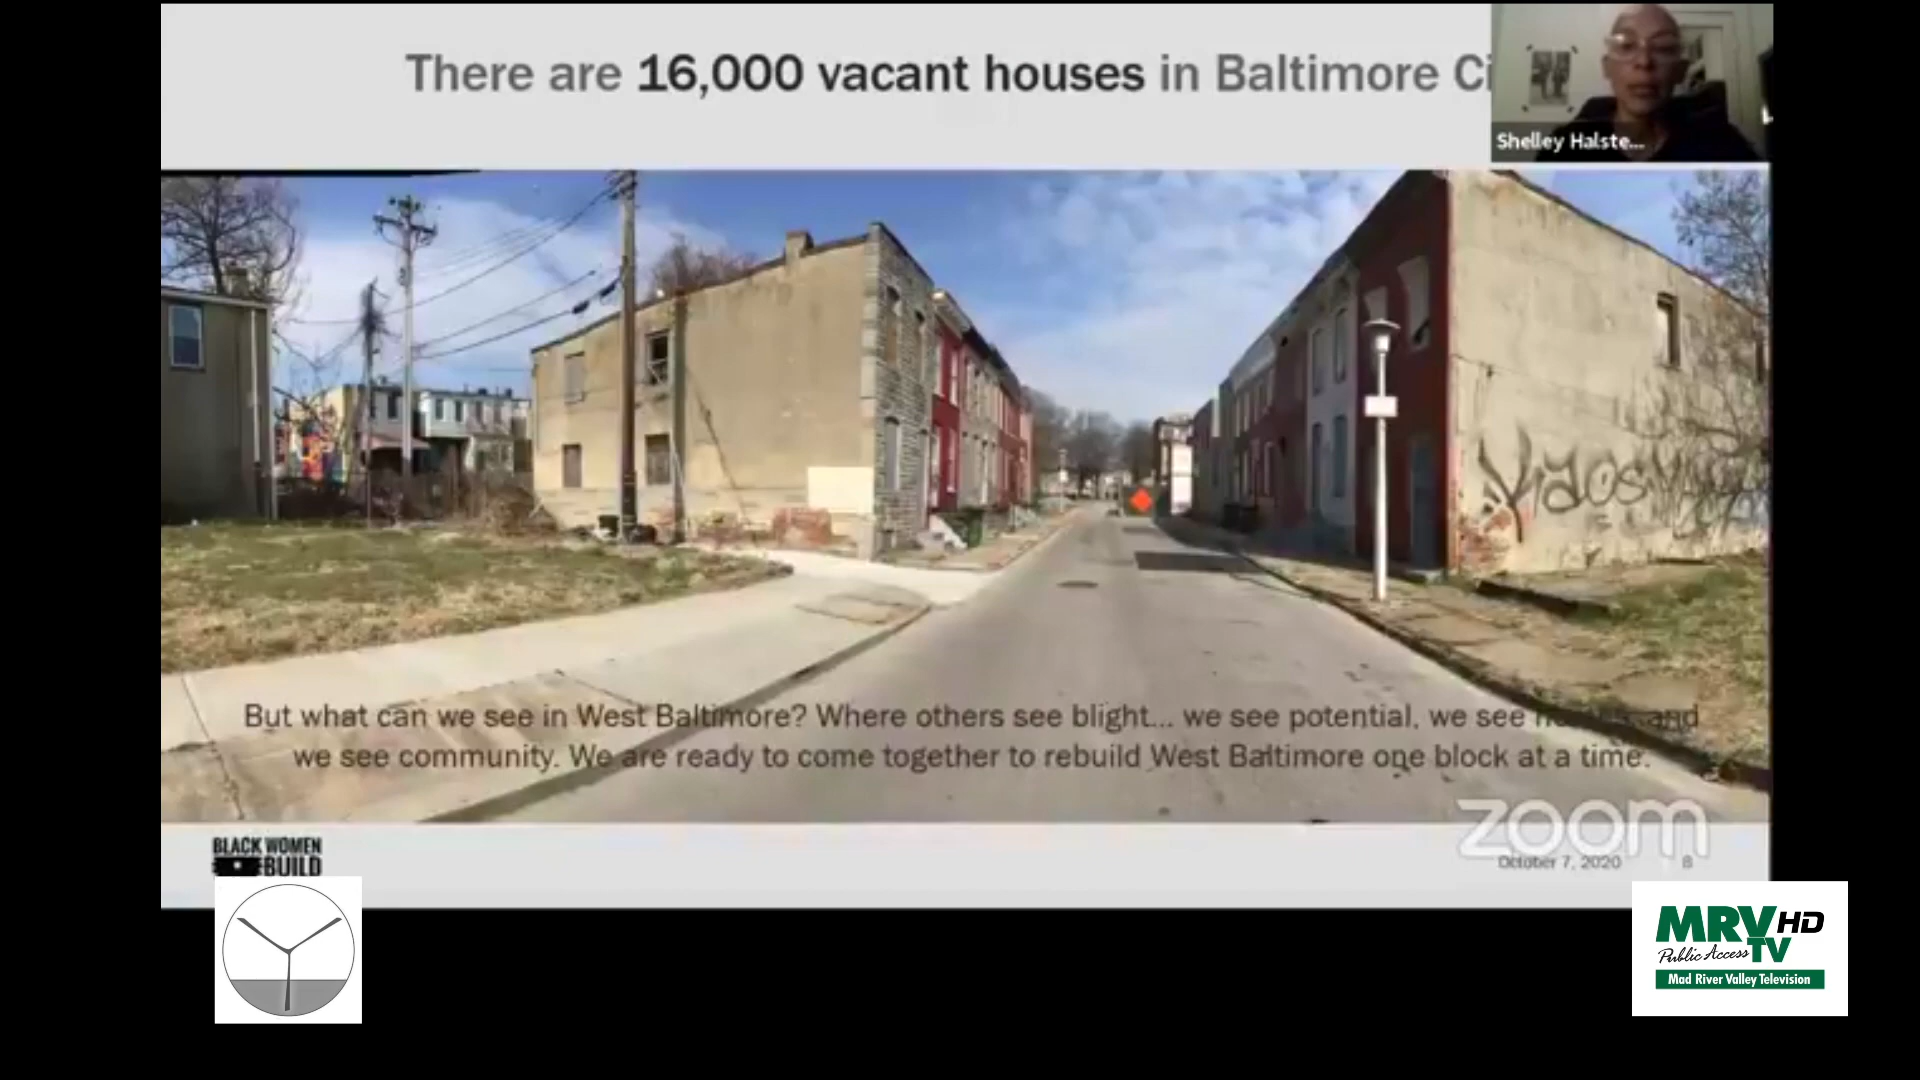 There are 16,000 vacant houses in Baltimore Ci
Shelley Halste...
Kaos
But what can we see in West Baltimore? Where others see blight... we see potential, we see and
we see community. We are ready to come together to rebuild West Baltimore one block at a time.
zoom
BLACK WOMEN
BUILD
October 7, 2020 8
MRV HD
Public Access TV
Mad River Valley Television